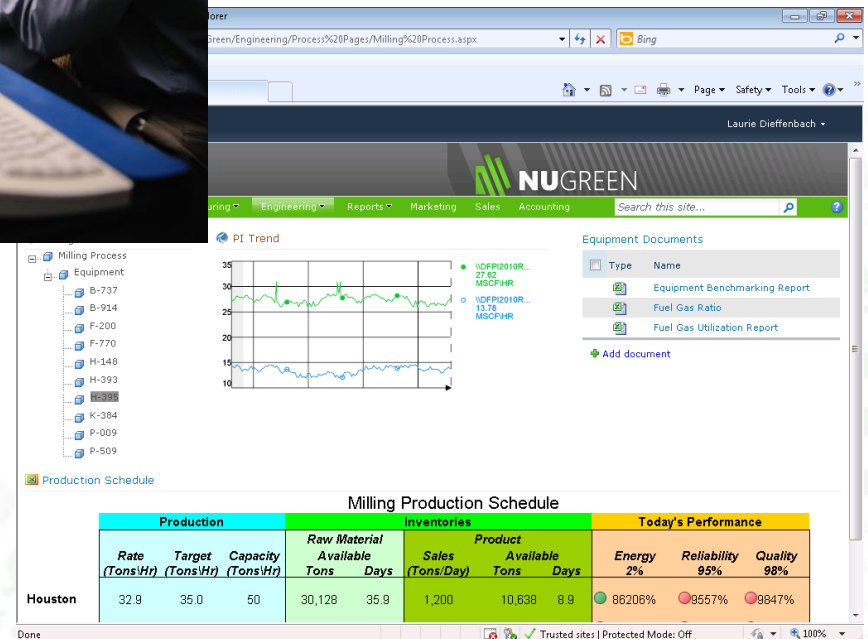 lorer
Green/Engineering/Process%20Pages/Milling%20Process.aspx
Bing
Page Safety Tools
Laurie Dieffenbach
NUGREEN
uring Engineering Reports Marketing Sales Accounting
Search this site...
Milling Process
Equipment
B-737
B-914
F-200
F-770
H-148
H-393
H-395
K-384
P-009
P-509
PI Trend
35
30
25
20
15
10
\\DFPI2010R...
27.62
MSCF\HR
\\DFPI2010R...
13.78
MSCF\HR
Equipment Documents
Type Name
Equipment Benchmarking Report
Fuel Gas Ratio
Fuel Gas Utilization Report
Add document
Production Schedule
Milling Production Schedule
Production Inventories Today's Performance
Raw Material Product
Rate Target Capacity Available Sales Available Energy Reliability Quality
(Tons\Hr) (Tons\Hr) (Tons\Hr) Tons Days (Tons/Day) Tons Days 2% 95% 98%
Houston 32.9 35.0 50 30,128 35.9 1,200 10,638 8.9 86206% 9557% 9847%
Done Trusted sites | Protected Mode: Off 100%